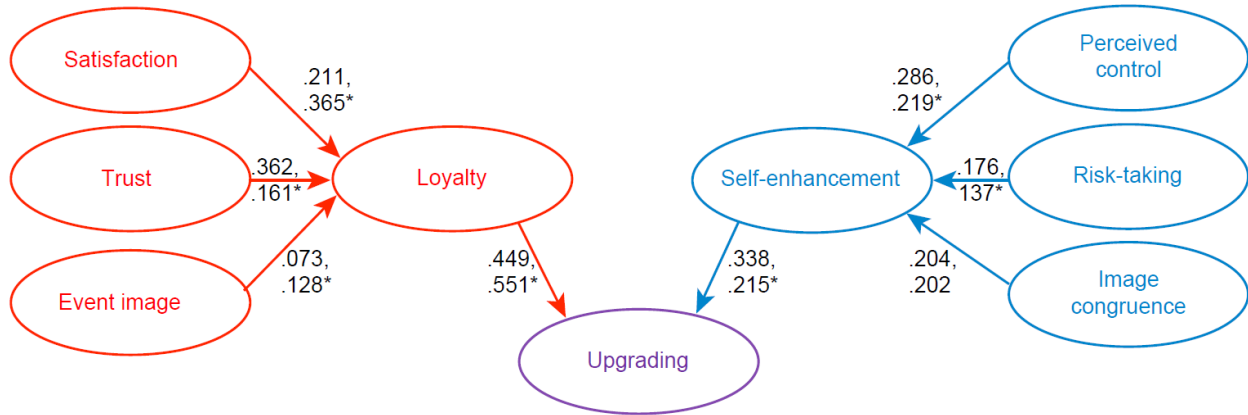 Satisfaction
.211,
.365*
Trust
.362,
.161*
Event image
.073,
.128*
Loyalty
.449,
.551*
Upgrading
Self-enhancement
.338,
.215*
Perceived
control
.286,
.219*
Risk-taking
.176,
137*
Image
congruence
.204,
.202